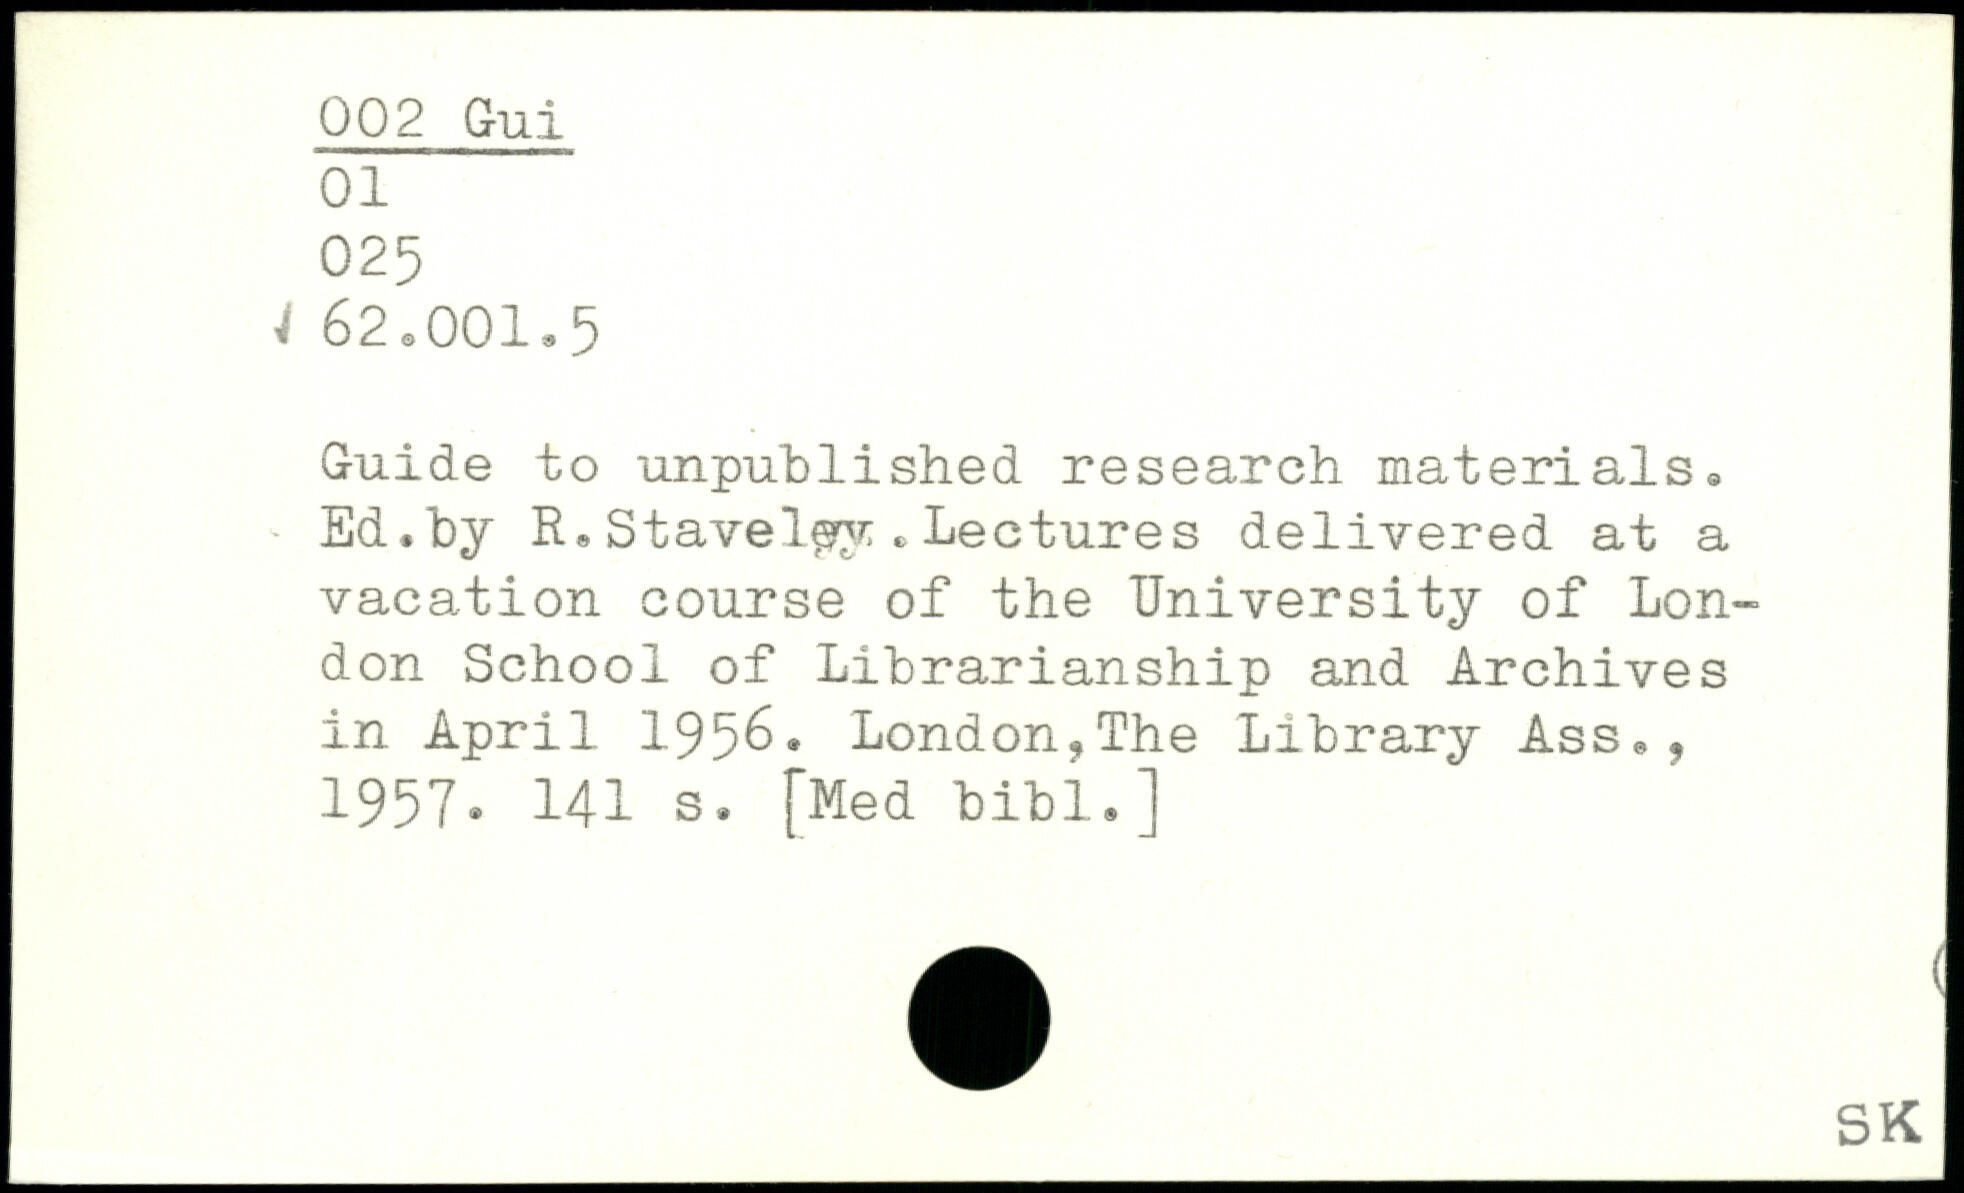 002 Gui
01
025
62.001.5
Guide to unpublished research materials.
Ed.by R.Staveley.Lectures delivered at a
vacation course of the University of Lon-
don School of Librarianship and Archives
in April 1956. London,The Library Ass.,
1957. 141 s. [Med bibl.]
SK